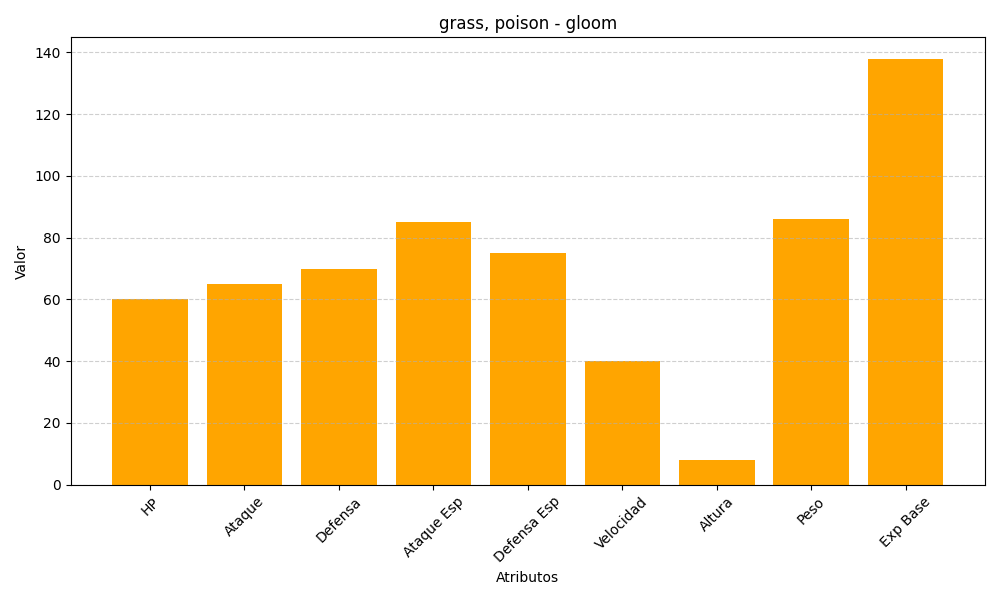 grass, poison - gloom
140
120
100
80
60
40
20
0
Valor
HP
Ataque
Defensa
Ataque Esp
Defensa Esp
Velocidad
Altura
Peso
Exp Base
Atributos